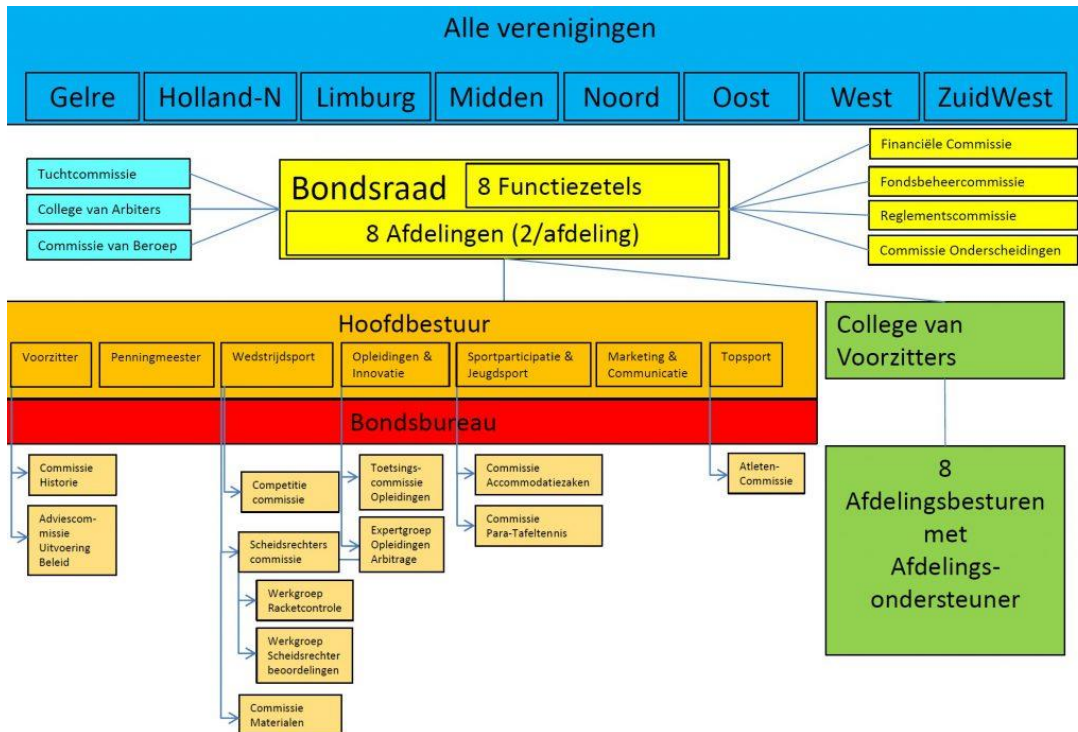 Alle verenigingen
Gelre
Holland-N
Limburg
Midden
Noord
Oost
West
ZuidWest
Tuchtcommissie
College van Arbiters
Commissie van Beroep
Bondsraad
8 Functiezetels
8 Afdelingen (2/afdeling)
Financiële Commissie
Fondsbeheercommissie
Reglementscommissie
Commissie Onderscheidingen
Hoofdbestuur
Voorzitter
Penningmeester
Wedstrijdsport
Opleidingen &
Innovatie
Sportparticipatie &
Jeugdsport
Marketing &
Communicatie
Topsport
College van
Voorzitters
Bondsbureau
Commissie
Historie
Adviescom-
missie
Uitvoering
Beleid
Competitie
commissie
Scheidsrechters
commissie
Werkgroep
Racketcontrole
Werkgroep
Scheidsrechter
beoordelingen
Commissie
Materialen
Toetsings-
commissie
Opleidingen
Expertgroep
Opleidingen
Arbitrage
Commissie
Accommodatiezaken
Commissie
Para-Tafeltennis
Atleten-
Commissie
8
Afdelingsbesturen
met
Afdelings-
ondersteuner